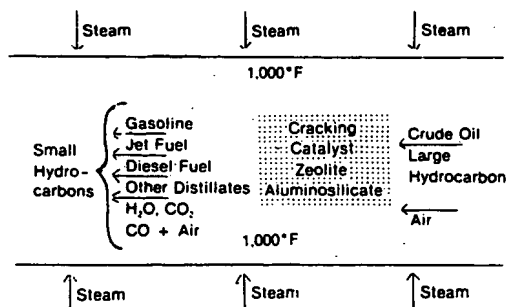 Steam Steam Steam
1,000°F
Gasoline
Jet Fuel
Diesel Fuel
Other Distillates
H₂O, CO₂
CO + Air
Small
Hydro-
carbons
Cracking
Catalyst
Zeolite
Aluminosilicate
Crude Oil
Large
Hydrocarbon
Air
1,000°F
Steam Steam Steam